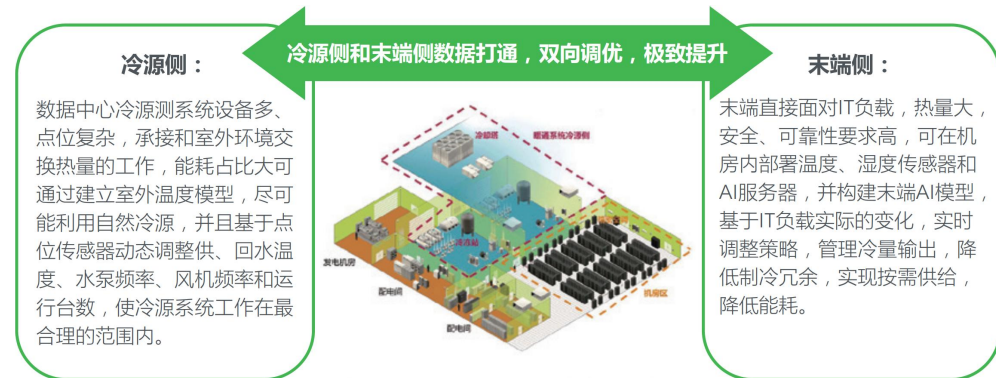 冷源侧和末端侧数据打通，双向调优，极致提升
冷源侧：
数据中心冷源测系统设备多、
点位复杂，承接和室外环境交
换热量的工作，能耗占比大可
通过建立室外温度模型，尽可
能利用自然冷源，并且基于点
位传感器动态调整供、回水温
度、水泵频率、风机频率和运
行台数，使冷源系统工作在最
合理的范围内。
冷却塔
暖通系统冷源侧
冷冻站
发电机房
配电间
配电间
机房区
末端侧：
末端直接面对IT负载，热量大，
安全、可靠性要求高，可在机
房内部署温度、湿度传感器和
AI服务器，并构建末端AI模型，
基于IT负载实际的变化，实时
调整策略，管理冷量输出，降
低制冷冗余，实现按需供给，
降低能耗。